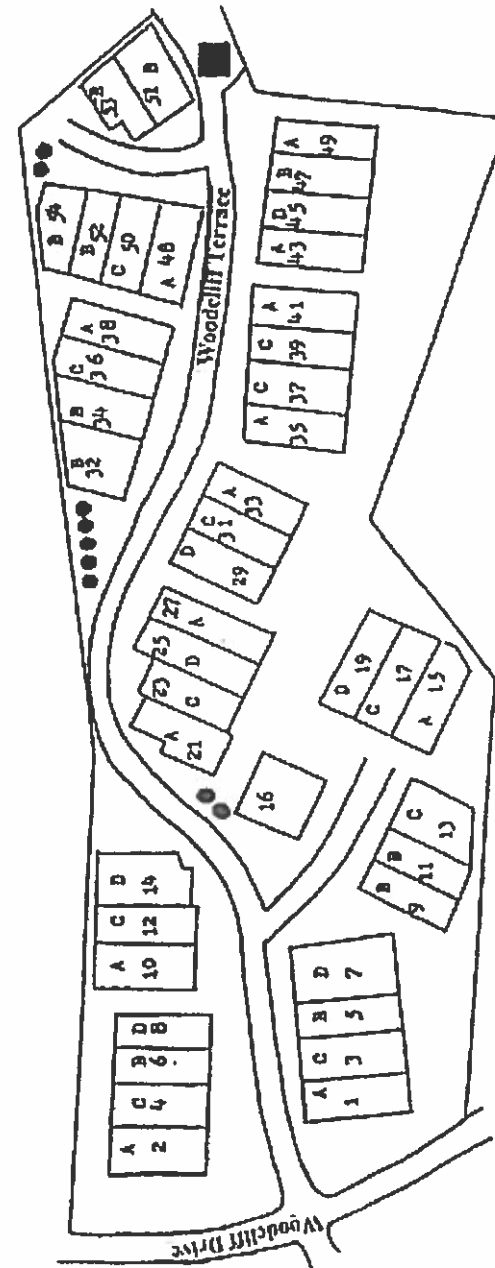 B 53
B 51
B 54
B 52
C 50
A 48
A 38
C 36
B 34
B 32
Woodcliff Terrace
A 49
B 47
D 45
A 43
A 41
C 39
C 37
A 35
A 33
C 31
D 29
27 A
25 D
23 C
A 21
D 19
C 17
A 15
16
C 13
B 11
B 9
D 14
C 12
A 10
D 8
B 6
C 4
A 2
D 7
B 5
C 3
A 1
Woodcliff Drive